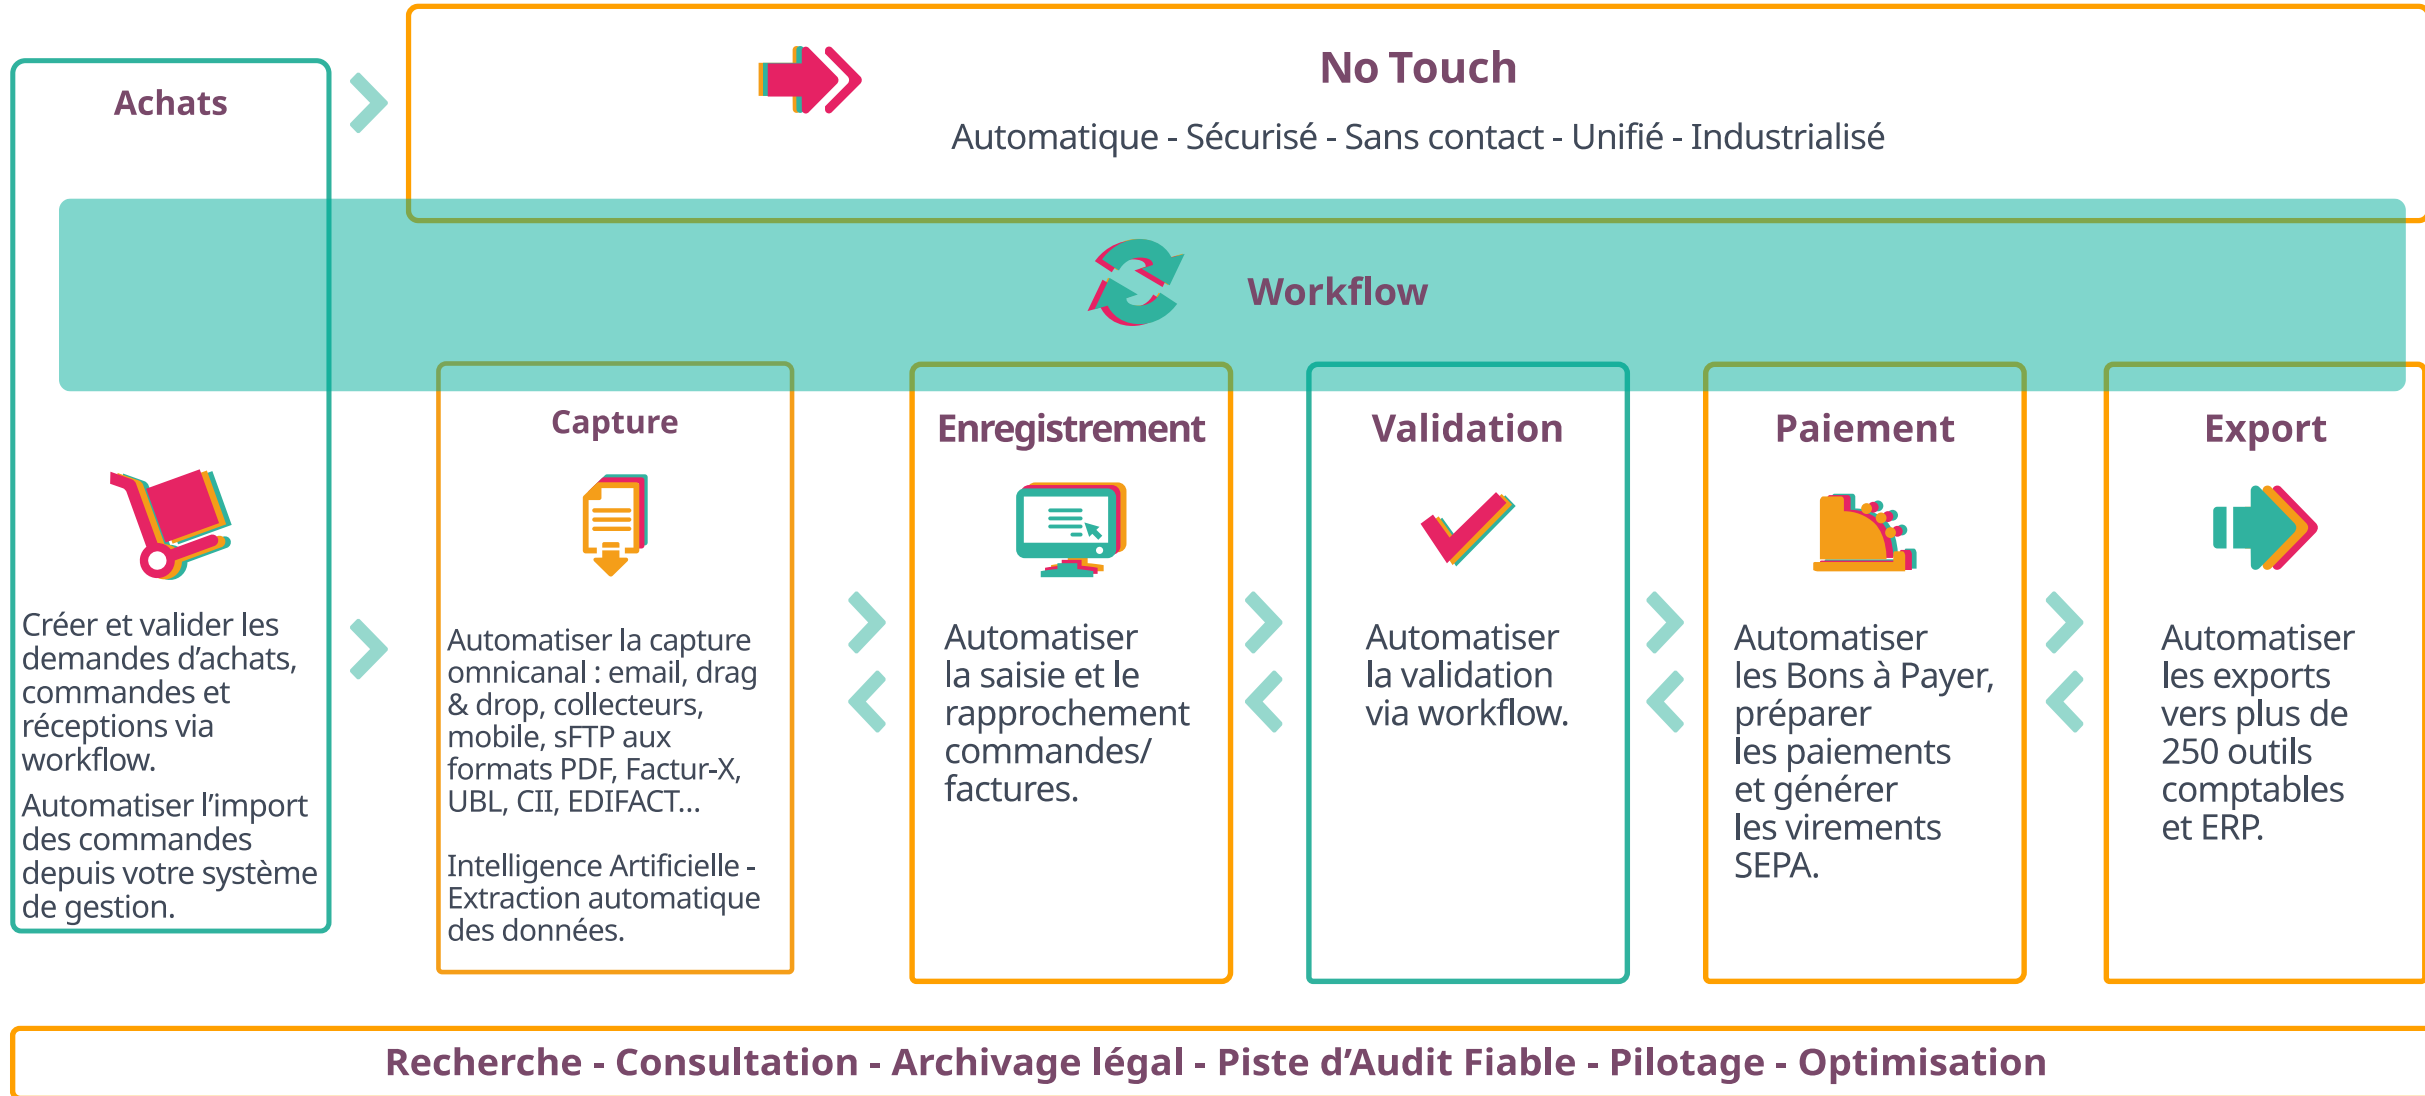 Achats
No Touch
Automatique - Sécurisé - Sans contact - Unifié - Industrialisé
Workflow
Créer et valider les
demandes d’achats,
commandes et
réceptions via
workflow.
Automatiser l’import
des commandes
depuis votre système
de gestion.
Capture
Automatiser la capture
omnicanal : email, drag
& drop, collecteurs,
mobile, sFTP aux
formats PDF, Factur-X,
UBL, CII, EDIFACT...
Intelligence Artificielle -
Extraction automatique
des données.
Enregistrement
Automatiser
la saisie et le
rapprochement
commandes/
factures.
Validation
Automatiser
la validation
via workflow.
Paiement
Automatiser
les Bons à Payer,
préparer
les paiements
et générer
les virements
SEPA.
Export
Automatiser
les exports
vers plus de
250 outils
comptables
et ERP.
Recherche - Consultation - Archivage légal - Piste d’Audit Fiable - Pilotage - Optimisation